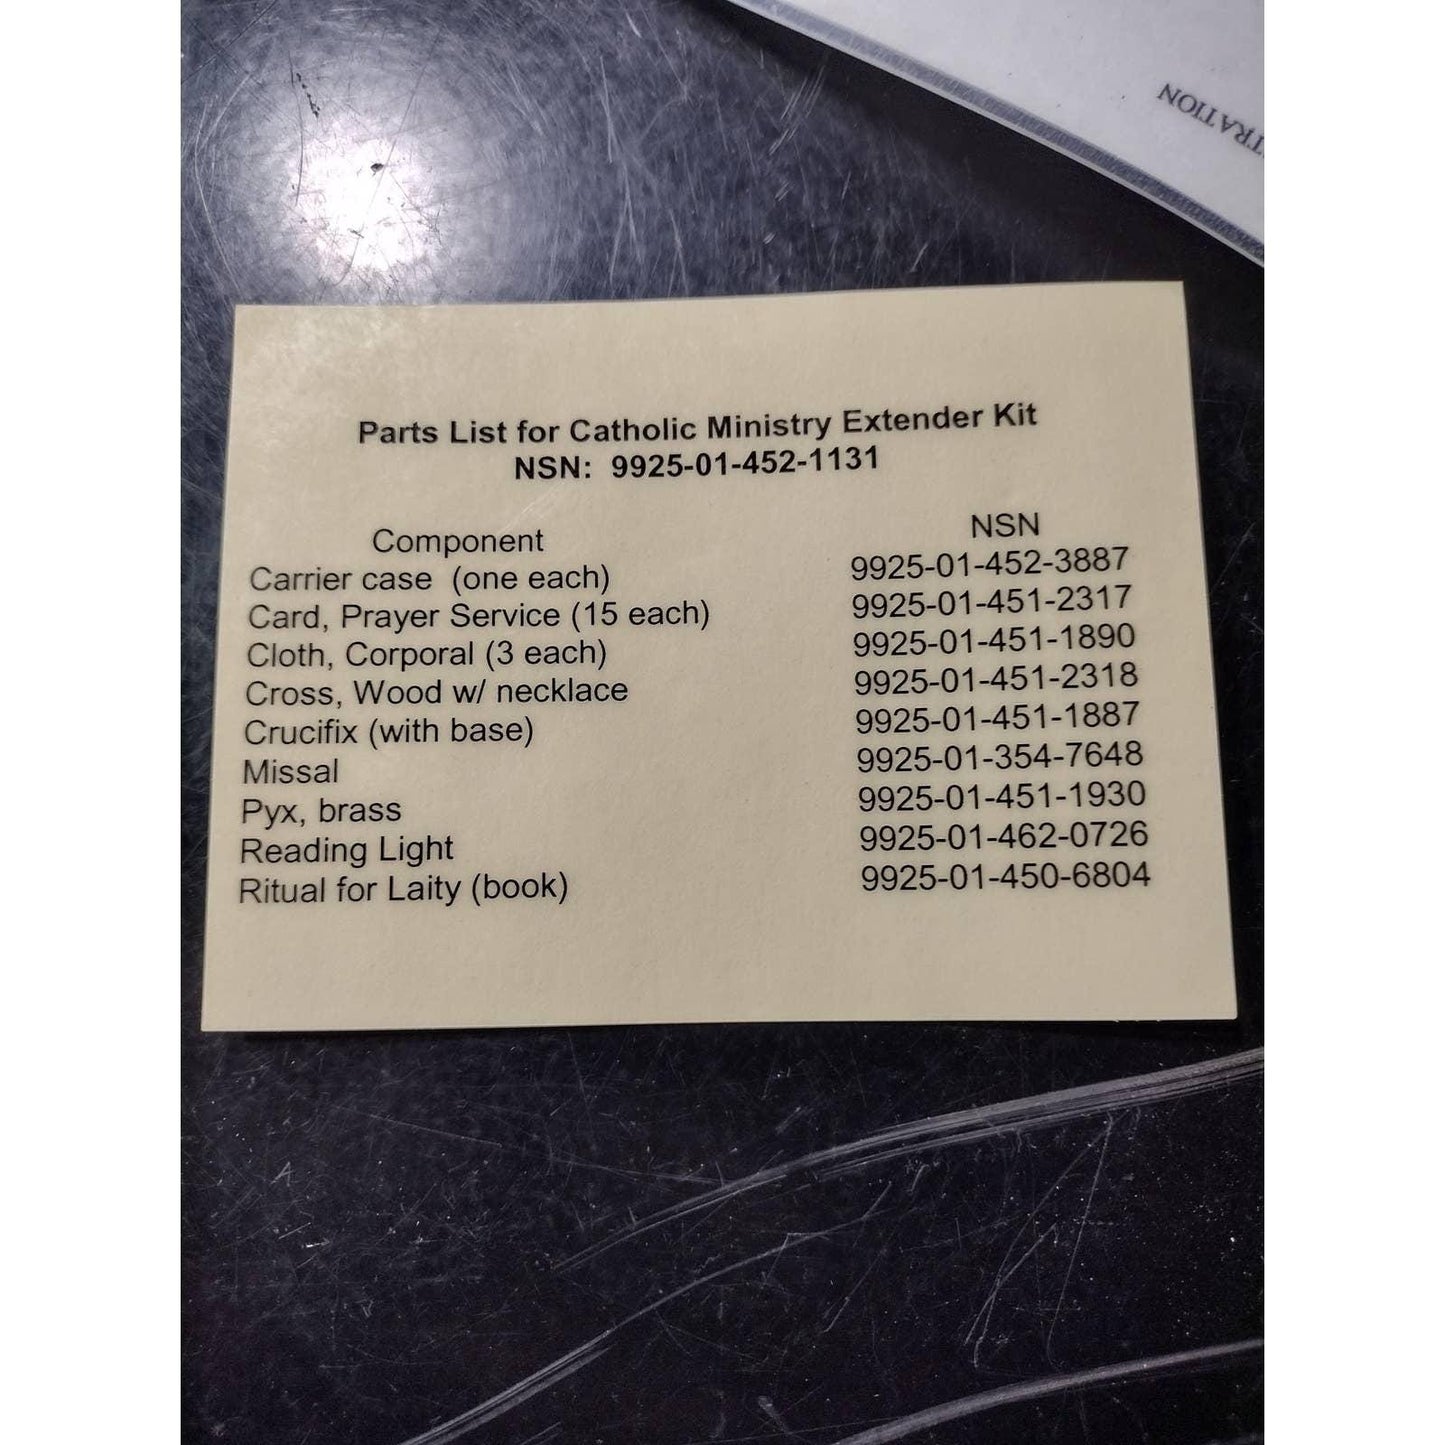 TRATION
Parts List for Catholic Ministry Extender Kit
NSN: 9925-01-452-1131
Component NSN
Carrier case (one each) 9925-01-452-3887
Card, Prayer Service (15 each) 9925-01-451-2317
Cloth, Corporal (3 each) 9925-01-451-1890
Cross, Wood w/ necklace 9925-01-451-2318
Crucifix (with base) 9925-01-451-1887
Missal 9925-01-354-7648
Pyx, brass 9925-01-451-1930
Reading Light 9925-01-462-0726
Ritual for Laity (book) 9925-01-450-6804